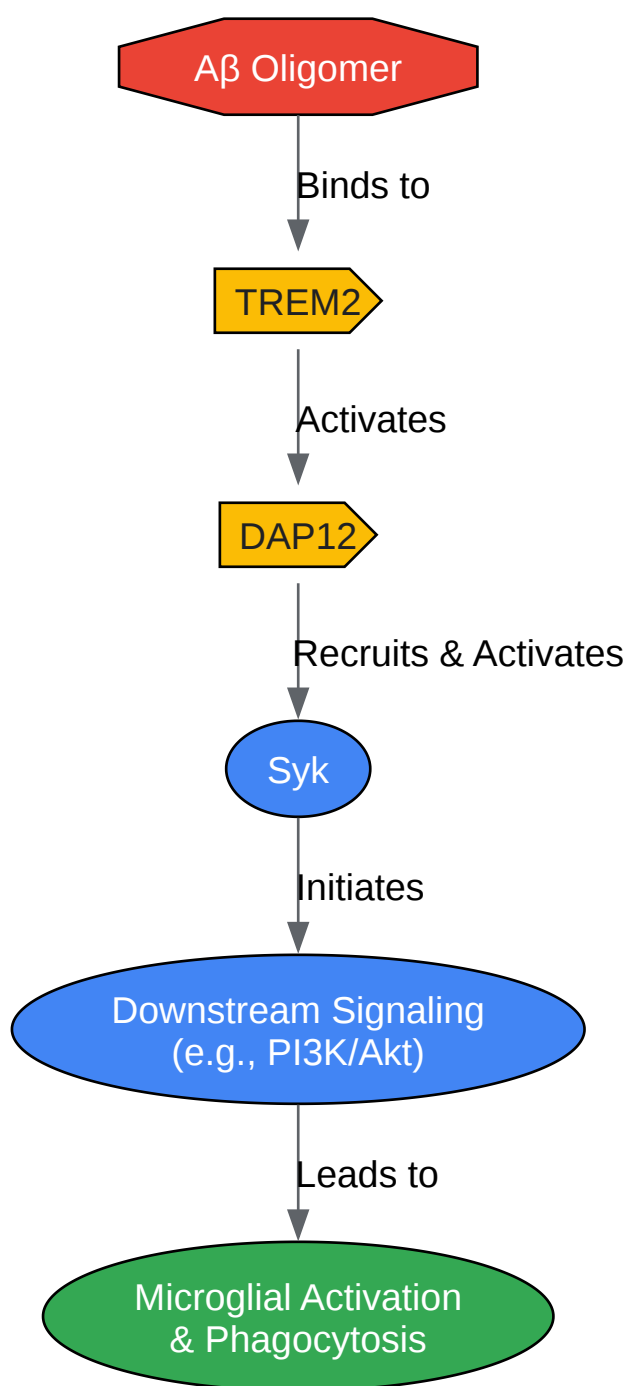 Aβ Oligomer
Binds to
TREM2
Activates
DAP12
Recruits & Activates
Syk
Initiates
Downstream Signaling
(e.g., PI3K/Akt)
Leads to
Microglial Activation
& Phagocytosis